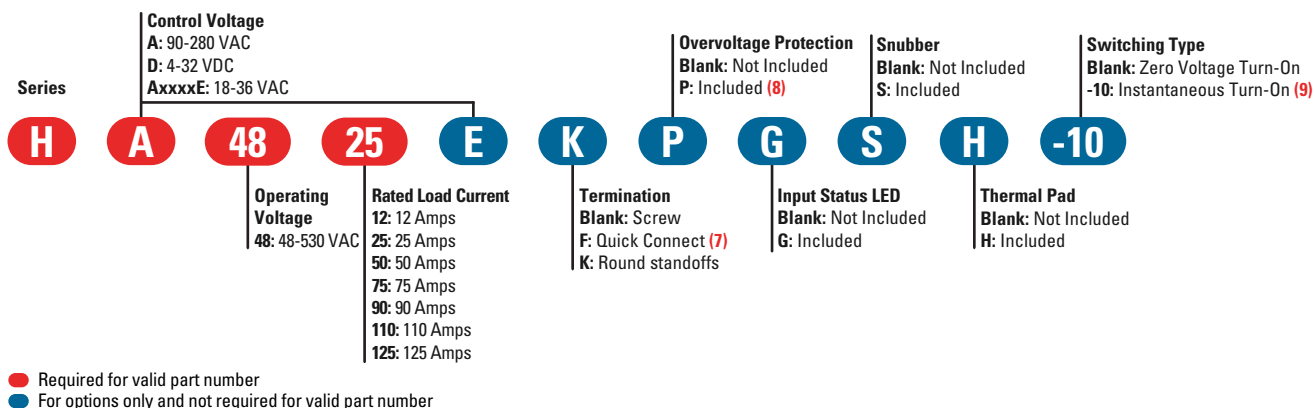 Control Voltage
A: 90-280 VAC
D: 4-32 VDC
AxxxxE: 18-36 VAC
Overvoltage Protection
Blank: Not Included
P: Included (8)
Snubber
Blank: Not Included
S: Included
Switching Type
Blank: Zero Voltage Turn-On
-10: Instantaneous Turn-On (9)
Series
H A 48 25 E K P G S H -10
Operating
Voltage
48: 48-530 VAC
Rated Load Current
12: 12 Amps
25: 25 Amps
50: 50 Amps
75: 75 Amps
90: 90 Amps
110: 110 Amps
125: 125 Amps
Termination
Blank: Screw
F: Quick Connect (7)
K: Round standoffs
Input Status LED
Blank: Not Included
G: Included
Thermal Pad
Blank: Not Included
H: Included
Required for valid part number
For options only and not required for valid part number